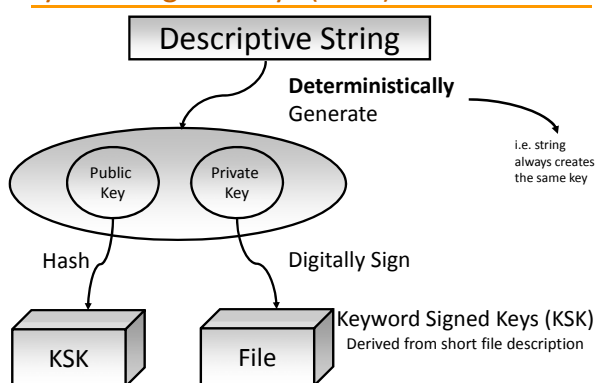 Descriptive String
Deterministically
Generate
i.e. string
always creates
the same key
Public
Key
Private
Key
Hash
Digitally Sign
KSK
File
Keyword Signed Keys (KSK)
Derived from short file description